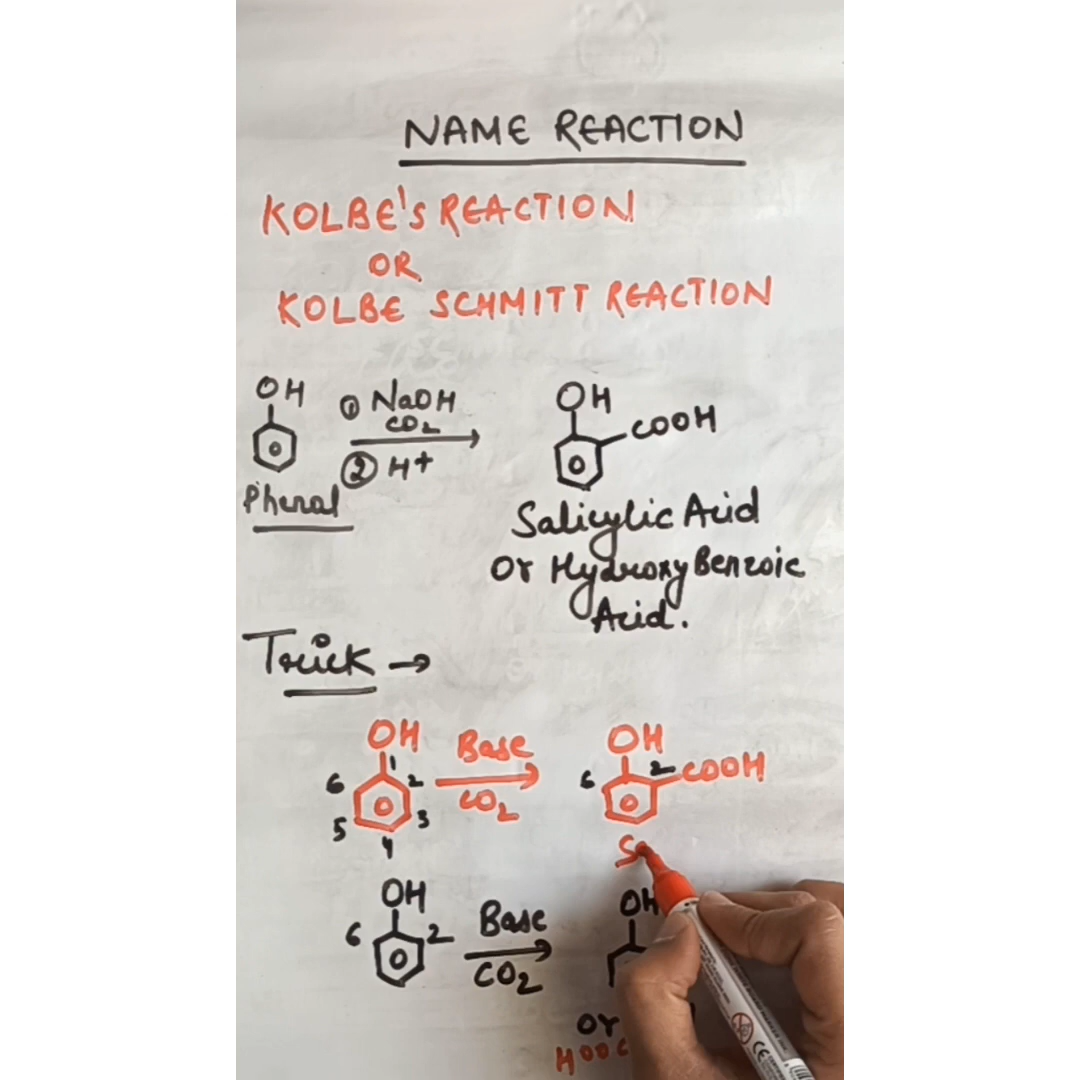 NAME REACTION
KOLBE'S REACTION
OR
KOLBE SCHMITT REACTION
OH
① NaOH
CO2
② H+
Phenol
OH
COOH
Salicylic Acid
Or Hydroxy Benzoic
Acid.
Trick →
OH
1
2
3
4
5
6
Base
CO2
OH
6
2
COOH
S
OH
6
2
Base
CO2
OH
or
HOOC
CE